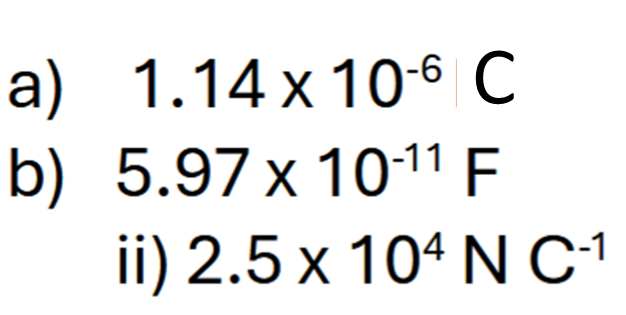 a) 1.14 x 10⁻⁶ C
b) 5.97 x 10⁻¹¹ F
ii) 2.5 x 10⁴ N C⁻¹